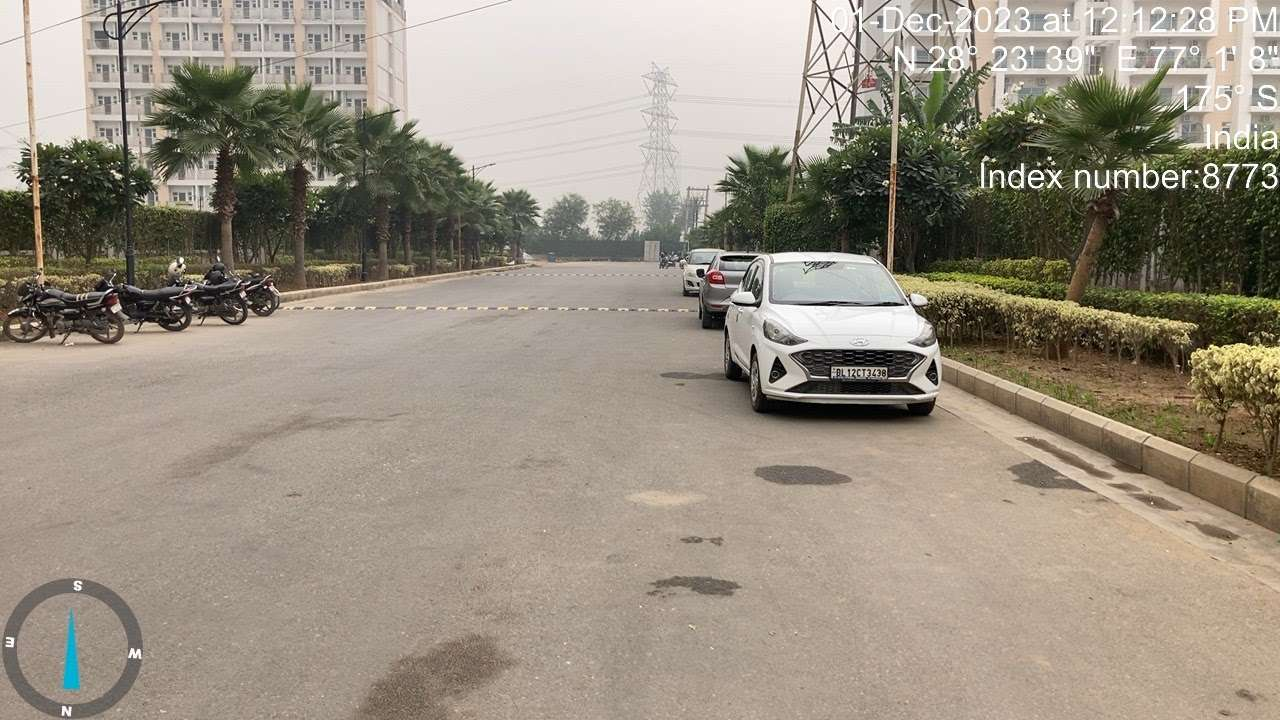 01-Dec-2023 at 12:12:28 PM
N 28° 23' 39", E 77° 1' 8"
175° S
India
Index number:8773
DL12CT3438
S
E
W
N